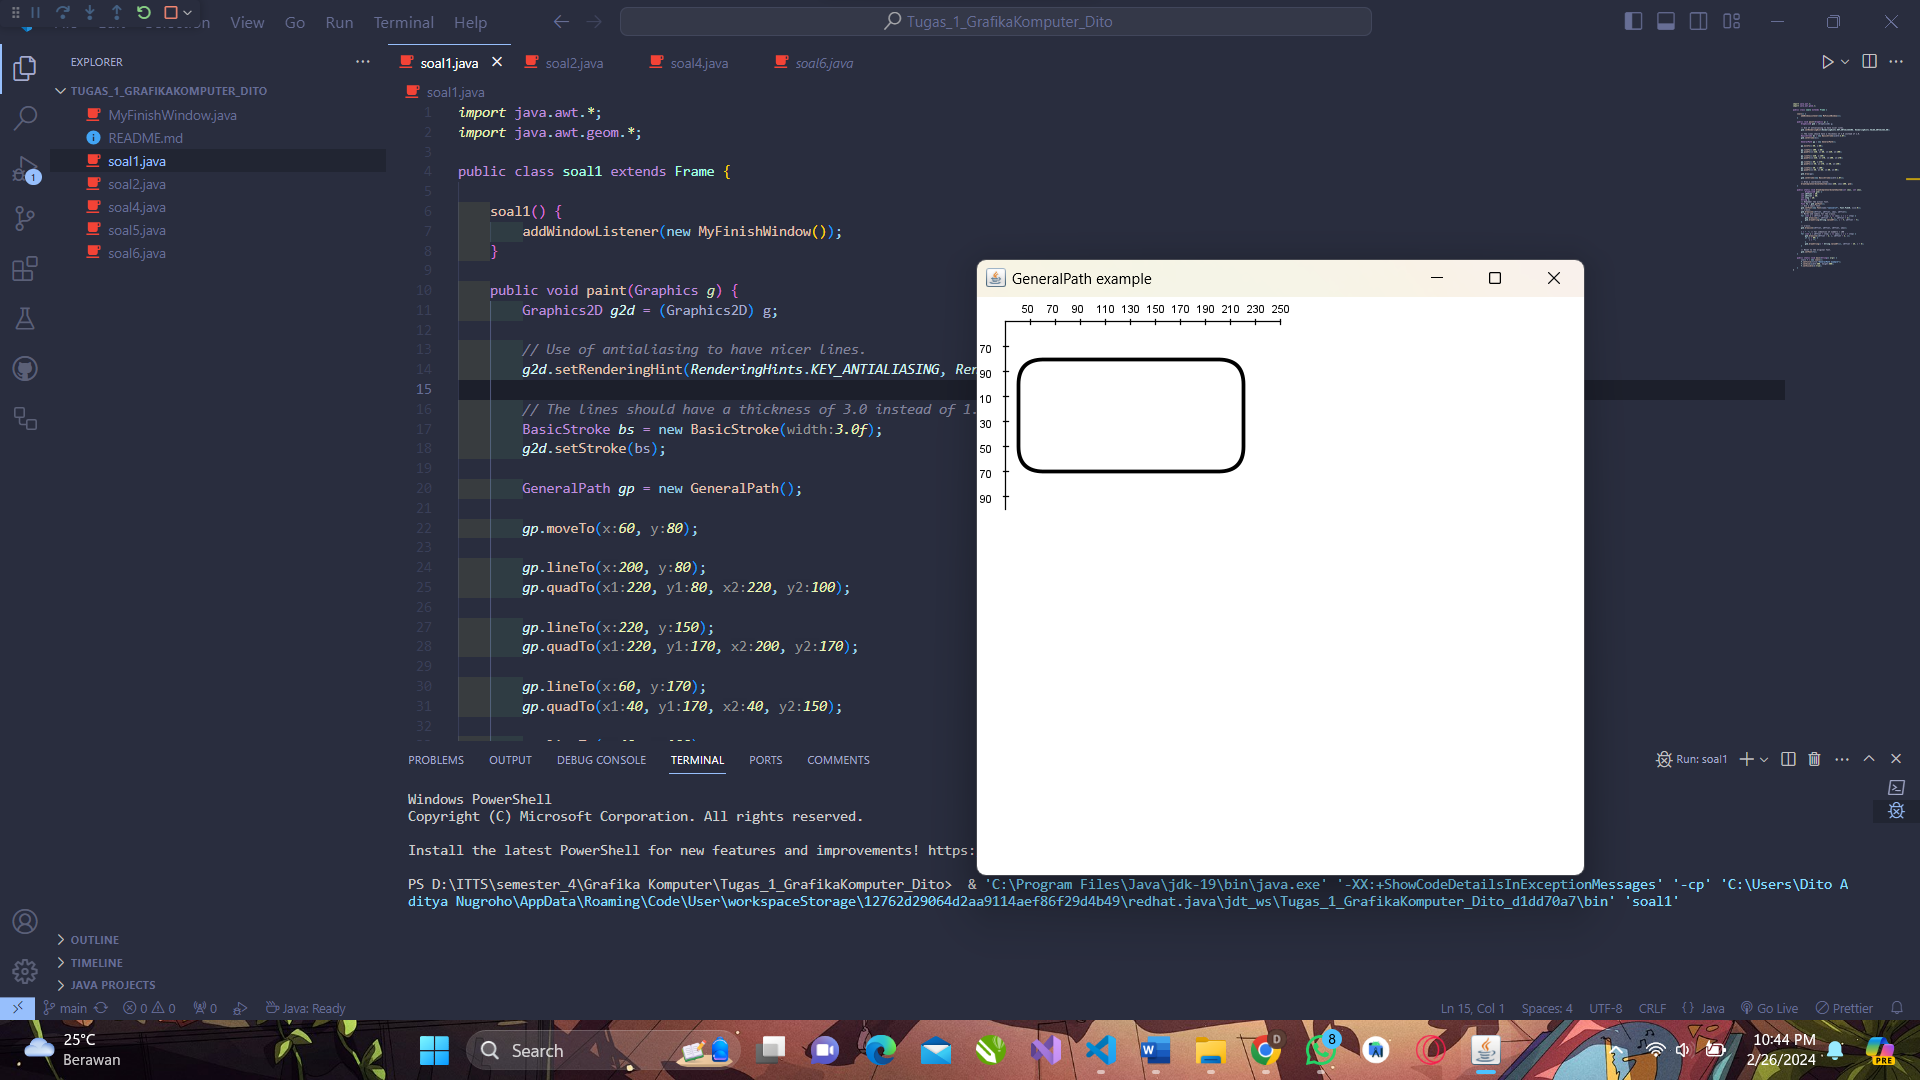 View Go Run Terminal Help
Tugas_1_GrafikaKomputer_Dito
EXPLORER
TUGAS_1_GRAFIKAKOMPUTER_DITO
MyFinishWindow.java
README.md
soal1.java
soal2.java
soal4.java
soal5.java
soal6.java
1
soal1.java soal2.java soal4.java soal6.java
soal1.java
1 import java.awt.*;
2 import java.awt.geom.*;
3
4 public class soal1 extends Frame {
5
6 soal1() {
7 addWindowListener(new MyFinishWindow());
8 }
9
10 public void paint(Graphics g) {
11 Graphics2D g2d = (Graphics2D) g;
12
13 // Use of antialiasing to have nicer lines.
14 g2d.setRenderingHint(RenderingHints.KEY_ANTIALIASING, Ren
15
16 // The lines should have a thickness of 3.0 instead of 1.
17 BasicStroke bs = new BasicStroke(width:3.0f);
18 g2d.setStroke(bs);
19
20 GeneralPath gp = new GeneralPath();
21
22 gp.moveTo(x:60, y:80);
23
24 gp.lineTo(x:200, y:80);
25 gp.quadTo(x1:220, y1:80, x2:220, y2:100);
26
27 gp.lineTo(x:220, y:150);
28 gp.quadTo(x1:220, y1:170, x2:200, y2:170);
29
30 gp.lineTo(x:60, y:170);
31 gp.quadTo(x1:40, y1:170, x2:40, y2:150);
32
GeneralPath example
50 70 90 110 130 150 170 190 210 230 250
70
90
10
30
50
70
90
PROBLEMS OUTPUT DEBUG CONSOLE TERMINAL PORTS COMMENTS
Run: soal1
Windows PowerShell
Copyright (C) Microsoft Corporation. All rights reserved.
Install the latest PowerShell for new features and improvements! https:
PS D:\ITTS\semester_4\Grafika Komputer\Tugas_1_GrafikaKomputer_Dito> & 'C:\Program Files\Java\jdk-19\bin\java.exe' '-XX:+ShowCodeDetailsInExceptionMessages' '-cp' 'C:\Users\Dito A
ditya Nugroho\AppData\Roaming\Code\User\workspaceStorage\12762d29064d2aa9114aef86f29d4b49\redhat.java\jdt_ws\Tugas_1_GrafikaKomputer_Dito_d1dd70a7\bin' 'soal1'
OUTLINE
TIMELINE
JAVA PROJECTS
main 0 0 0 Java: Ready
Ln 15, Col 1 Spaces: 4 UTF-8 CRLF { } Java Go Live Prettier
25°C
Berawan
Search
D
8
PRE
10:44 PM
2/26/2024